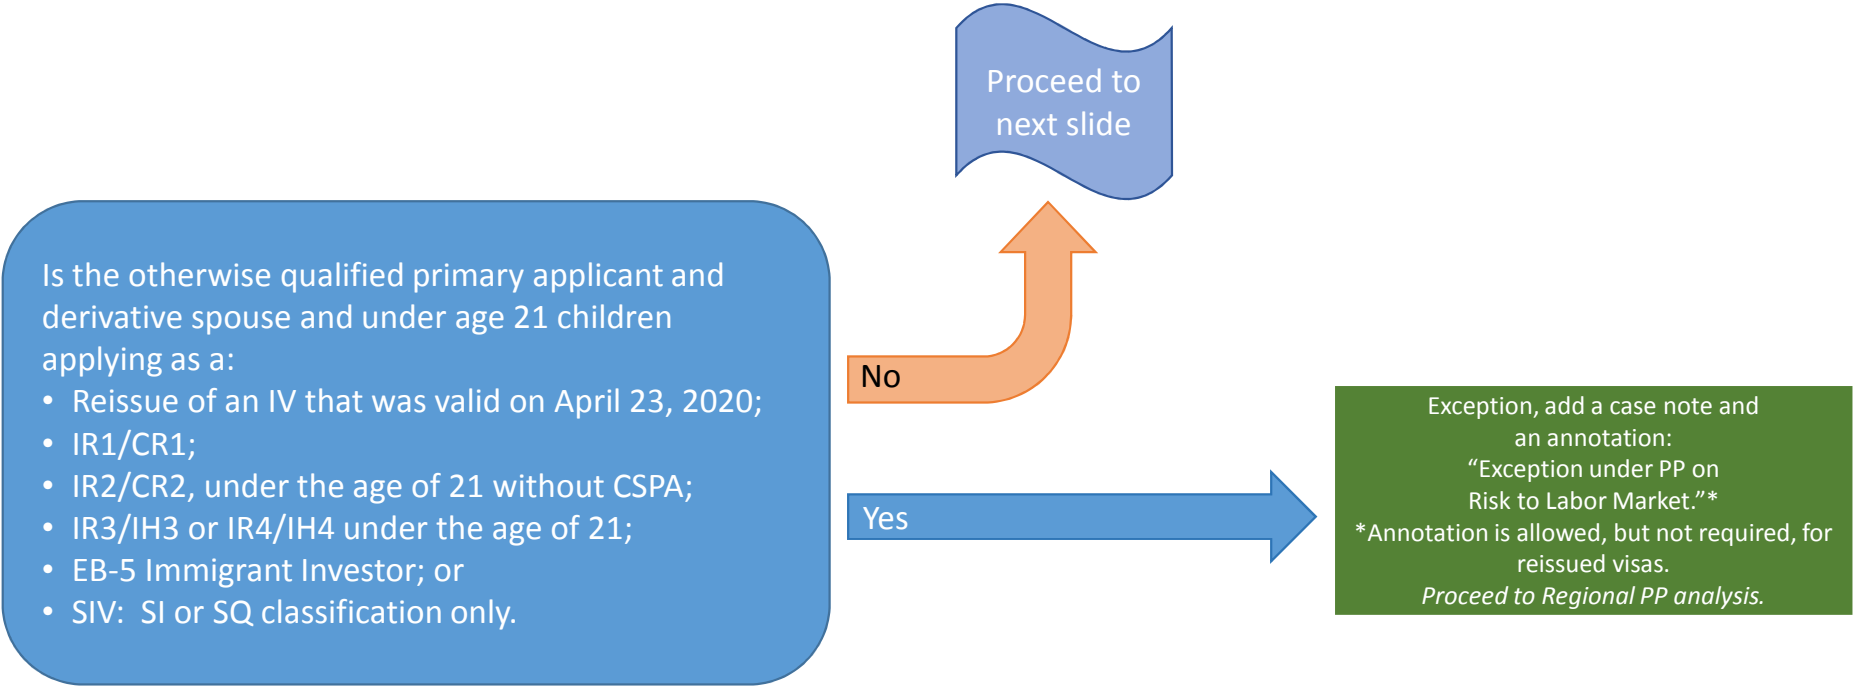 Proceed to
next slide
Is the otherwise qualified primary applicant and
derivative spouse and under age 21 children
applying as a:
• Reissue of an IV that was valid on April 23, 2020;
• IR1/CR1;
• IR2/CR2, under the age of 21 without CSPA;
• IR3/IH3 or IR4/IH4 under the age of 21;
• EB-5 Immigrant Investor; or
• SIV:  SI or SQ classification only.
No
Yes
Exception, add a case note and
an annotation:
“Exception under PP on
Risk to Labor Market.”*
*Annotation is allowed, but not required, for
reissued visas.
Proceed to Regional PP analysis.